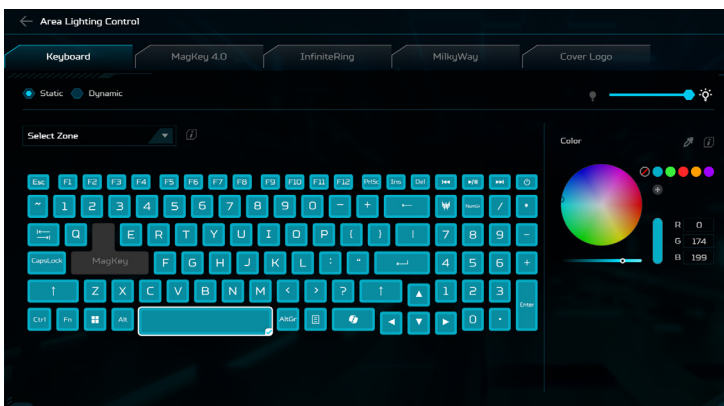 Area Lighting Control
Keyboard MagKey 4.0 InfiniteRing MilkyWay Cover Logo
Static Dynamic
Select Zone
Color
Esc F1 F2 F3 F4 F5 F6 F7 F8 F9 F10 F11 F12 PrtSc Ins Del
~ 1 2 3 4 5 6 7 8 9 0 - + NumLk / *
Q E R T Y U I O P { } | 7 8 9 -
CapsLock MagKey F G H J K L : " 4 5 6 +
Z X C V B N M < > ? 1 2 3
Enter
Ctrl Fn Alt AltGr 0 .
R 0
G 174
B 199